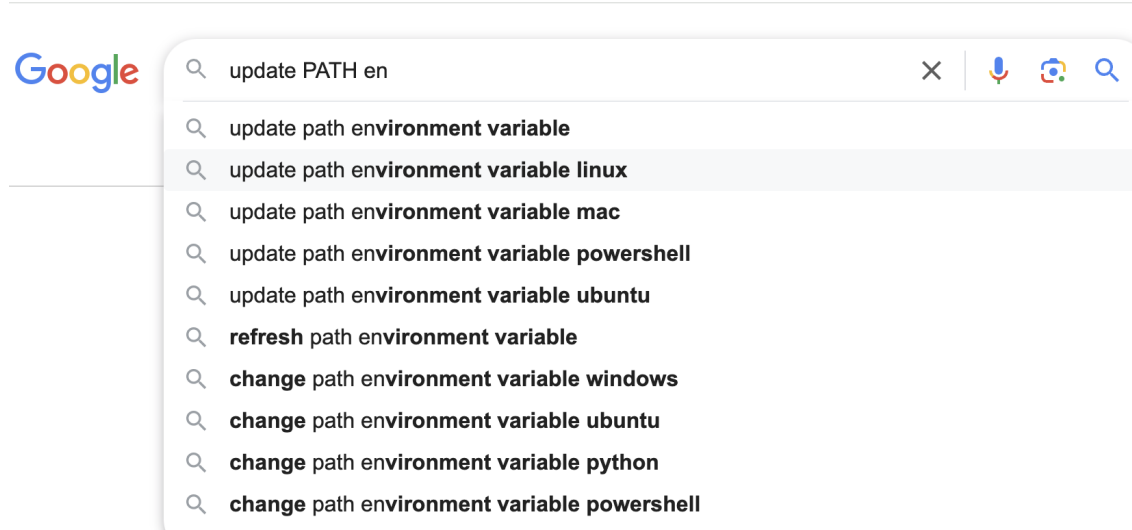 Google
update PATH en
update path environment variable
update path environment variable linux
update path environment variable mac
update path environment variable powershell
update path environment variable ubuntu
refresh path environment variable
change path environment variable windows
change path environment variable ubuntu
change path environment variable python
change path environment variable powershell